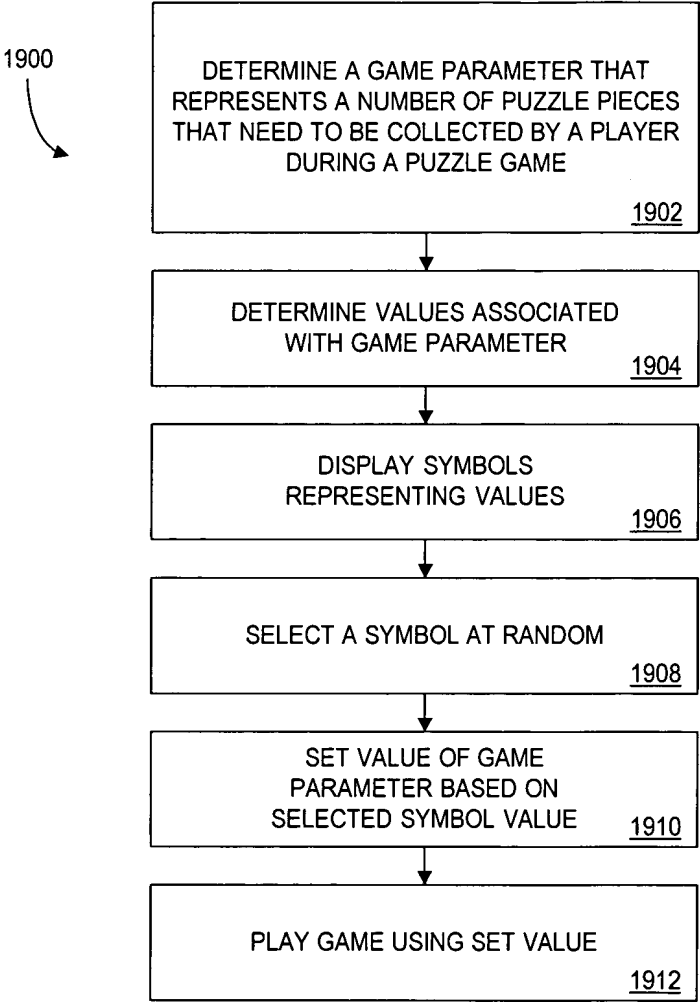 1900
DETERMINE A GAME PARAMETER THAT
REPRESENTS A NUMBER OF PUZZLE PIECES
THAT NEED TO BE COLLECTED BY A PLAYER
DURING A PUZZLE GAME
1902
DETERMINE VALUES ASSOCIATED
WITH GAME PARAMETER
1904
DISPLAY SYMBOLS
REPRESENTING VALUES
1906
SELECT A SYMBOL AT RANDOM
1908
SET VALUE OF GAME
PARAMETER BASED ON
SELECTED SYMBOL VALUE
1910
PLAY GAME USING SET VALUE
1912